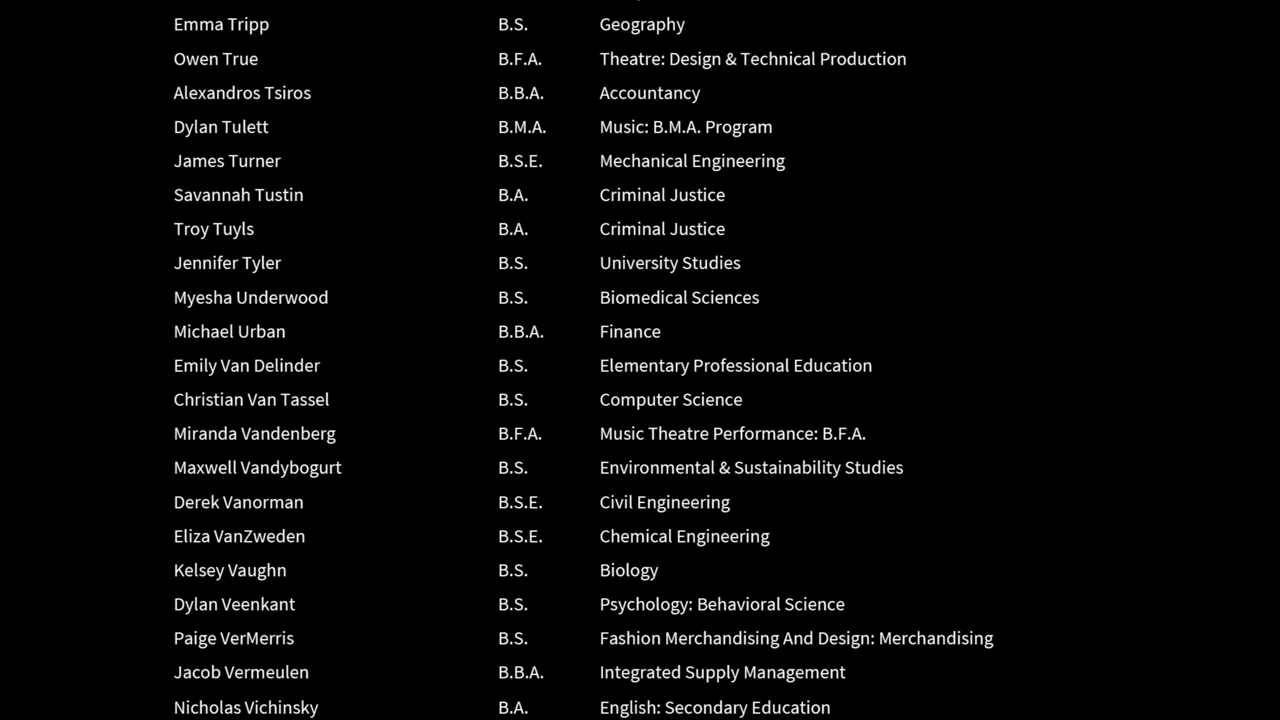 Emma Tripp B.S. Geography
Owen True B.F.A. Theatre: Design & Technical Production
Alexandros Tsiros B.B.A. Accountancy
Dylan Tulett B.M.A. Music: B.M.A. Program
James Turner B.S.E. Mechanical Engineering
Savannah Tustin B.A. Criminal Justice
Troy Tuyls B.A. Criminal Justice
Jennifer Tyler B.S. University Studies
Myesha Underwood B.S. Biomedical Sciences
Michael Urban B.B.A. Finance
Emily Van Delinder B.S. Elementary Professional Education
Christian Van Tassel B.S. Computer Science
Miranda Vandenberg B.F.A. Music Theatre Performance: B.F.A.
Maxwell Vandybogurt B.S. Environmental & Sustainability Studies
Derek Vanorman B.S.E. Civil Engineering
Eliza VanZweden B.S.E. Chemical Engineering
Kelsey Vaughn B.S. Biology
Dylan Veenkant B.S. Psychology: Behavioral Science
Paige VerMerris B.S. Fashion Merchandising And Design: Merchandising
Jacob Vermeulen B.B.A. Integrated Supply Management
Nicholas Vichinsky B.A. English: Secondary Education